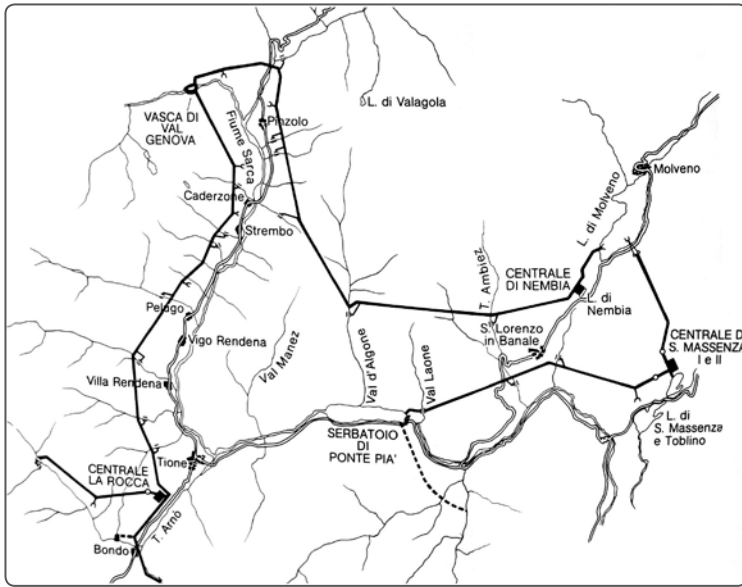 L. di Valagola
VASCA DI
VAL
GENOVA
Fiume Sarca
Pinzolo
Molveno
Caderzone
Strembo
L. di Molveno
T. Ambiez
CENTRALE
DI NEMBIA
L. di
Nembia
Pelago
Vigo Rendena
S. Lorenzo
in Banale
CENTRALE DI
S. MASSENZA
I e II
Val Manez
Val d'Algone
Val Laone
Villa Rendena
SERBATOIO
DI
PONTE PIA'
L. di
S. Massenza
e Toblino
Tione
CENTRALE
LA ROCCA
T. Arnò
Bondo